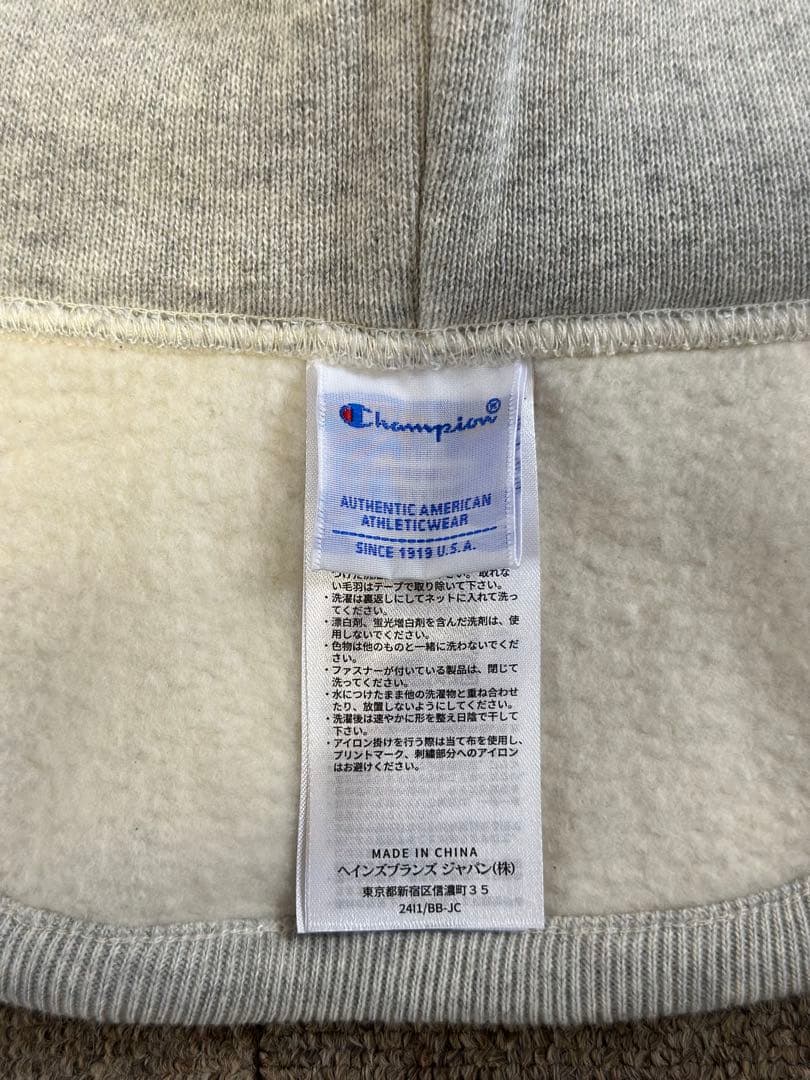 Champion®
AUTHENTIC AMERICAN
ATHLETICWEAR
SINCE 1919 U.S.A.
さい。取れな
い毛羽はテープで取り除いて下さい。
・洗濯は裏返しにしてネットに入れて洗っ
てください。
・漂白剤、蛍光増白剤を含んだ洗剤は、使
用しないでください。
・色物は他のものと一緒に洗わないでくだ
さい。
・ファスナーが付いている製品は、閉じて
洗ってください。
・水につけたまま他の洗濯物と重ね合わせ
たり、放置しないようにしてください。
・洗濯後は速やかに形を整え日陰で干して
下さい。
・アイロン掛けを行う際は当て布を使用し、
プリントマーク、刺繍部分へのアイロン
はお避けください。
MADE IN CHINA
ヘインズブランズ ジャパン(株)
東京都新宿区信濃町35
24I1/BB-JC